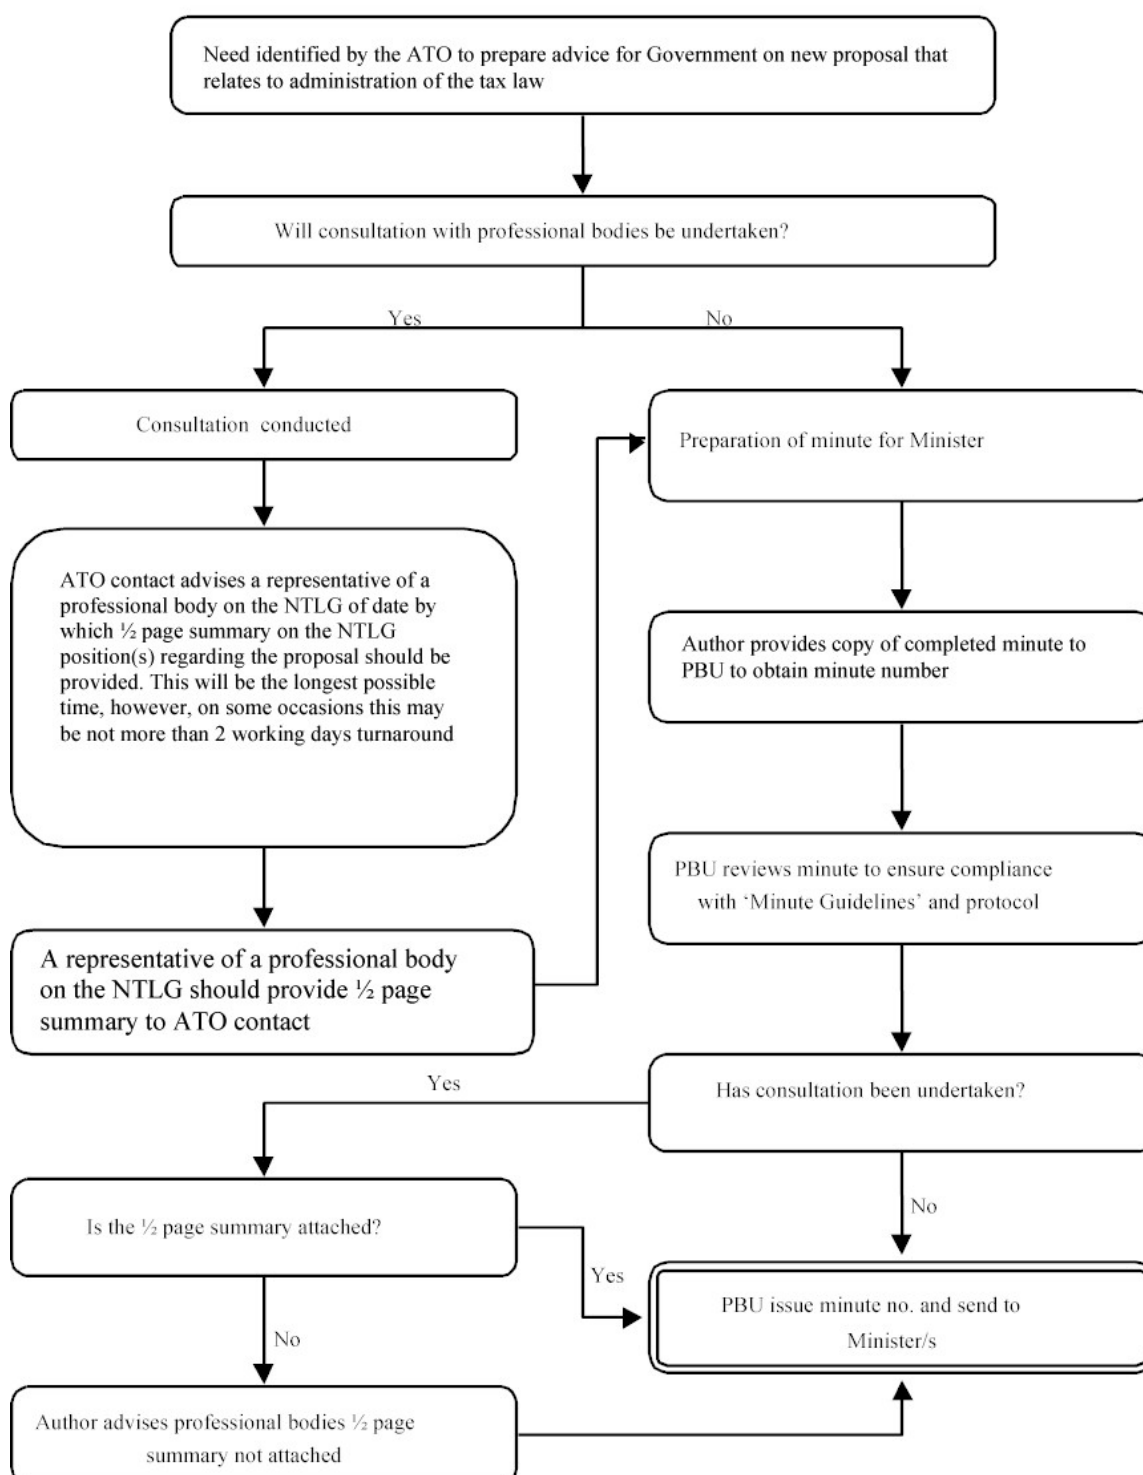 Need identified by the ATO to prepare advice for Government on new proposal that
relates to administration of the tax law
Will consultation with professional bodies be undertaken?
Yes
No
Consultation conducted
Preparation of minute for Minister
ATO contact advises a representative of a
professional body on the NTLG of date by
which ½ page summary on the NTLG
position(s) regarding the proposal should be
provided. This will be the longest possible
time, however, on some occasions this may
be not more than 2 working days turnaround
Author provides copy of completed minute to
PBU to obtain minute number
PBU reviews minute to ensure compliance
with ‘Minute Guidelines’ and protocol
A representative of a professional body
on the NTLG should provide ½ page
summary to ATO contact
Has consultation been undertaken?
Yes
No
Is the ½ page summary attached?
Yes
No
PBU issue minute no. and send to
Minister/s
Author advises professional bodies ½ page
summary not attached